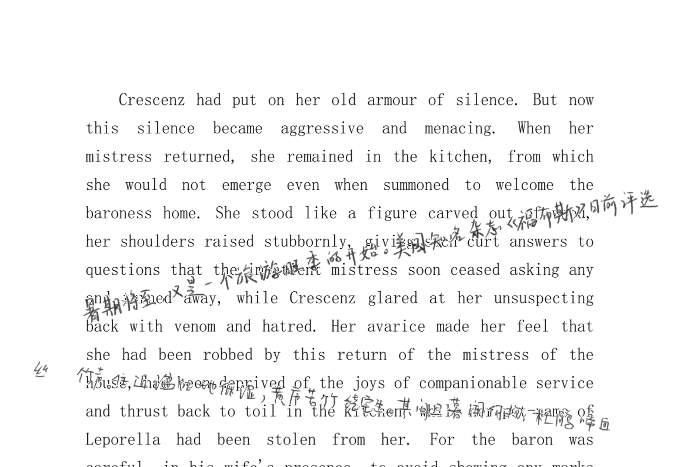 Crescenz had put on her old armour of silence. But now
this silence became aggressive and menacing. When her
mistress returned, she remained in the kitchen, from which
she would not emerge even when summoned to welcome the
baroness home. She stood like a figure carved out of
her shoulders raised stubbornly, giving such curt answers to
questions that the mistress soon ceased asking any
and away, while Crescenz glared at her unsuspecting
back with venom and hatred. Her avarice made her feel that
she had been robbed by this return of the mistress of the
house, had been deprived of the joys of companionable service
and thrust back to toil in the kitchen, name of
Leporella had been stolen from her. For the baron was
careful, in his wife's presence, to avoid showing any marks
暑期将至，又是一个旅游旺季的开始。美国知名杂志《福布斯》日前评选